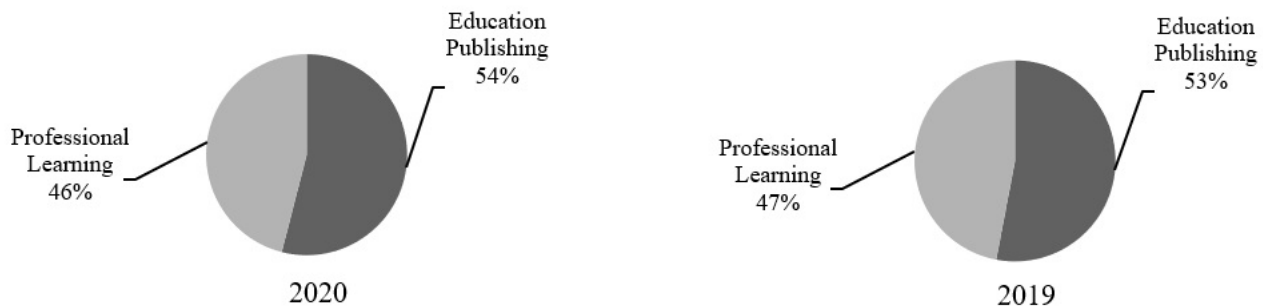 Education
Publishing
54%
Professional
Learning
46%
2020
Education
Publishing
53%
Professional
Learning
47%
2019